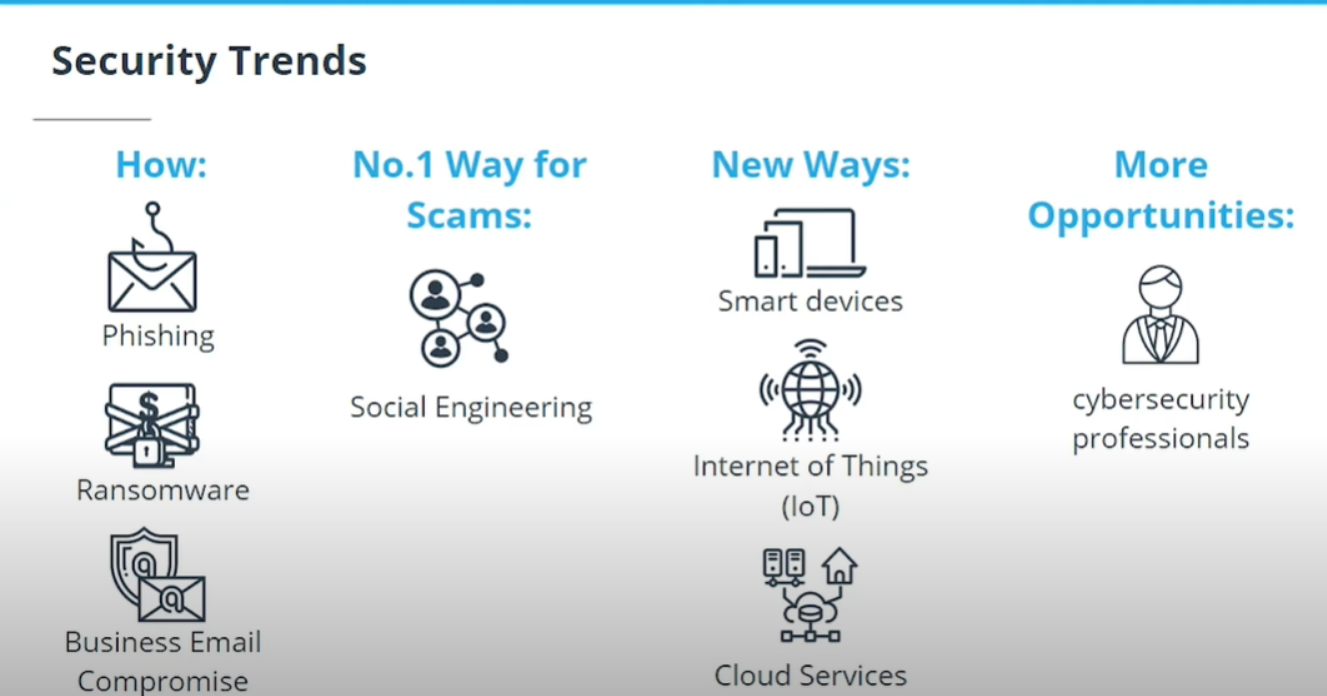 Security Trends
How:
Phishing
Ransomware
Business Email
Compromise
No.1 Way for
Scams:
Social Engineering
New Ways:
Smart devices
Internet of Things
(IoT)
Cloud Services
More
Opportunities:
cybersecurity
professionals